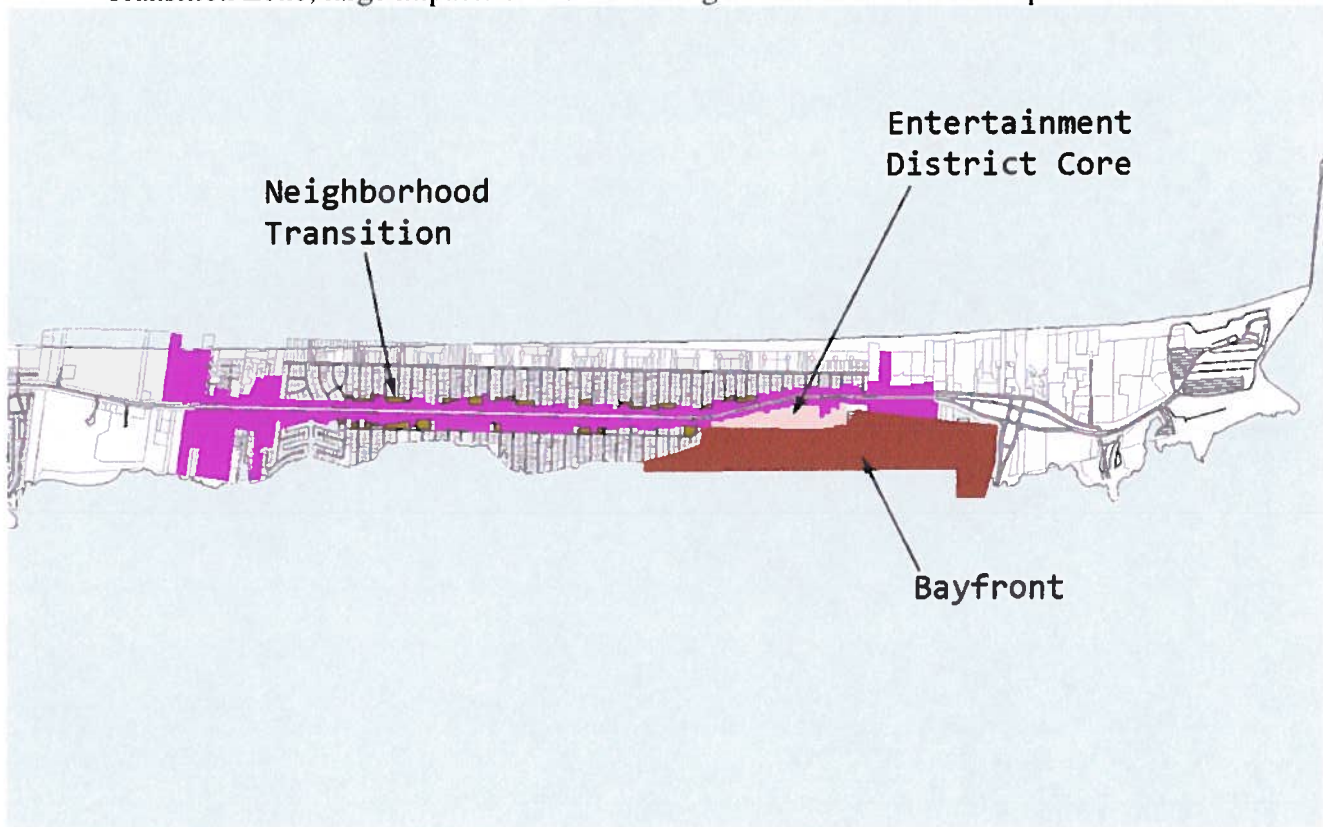 Entertainment
District Core
Neighborhood
Transition
Bayfront